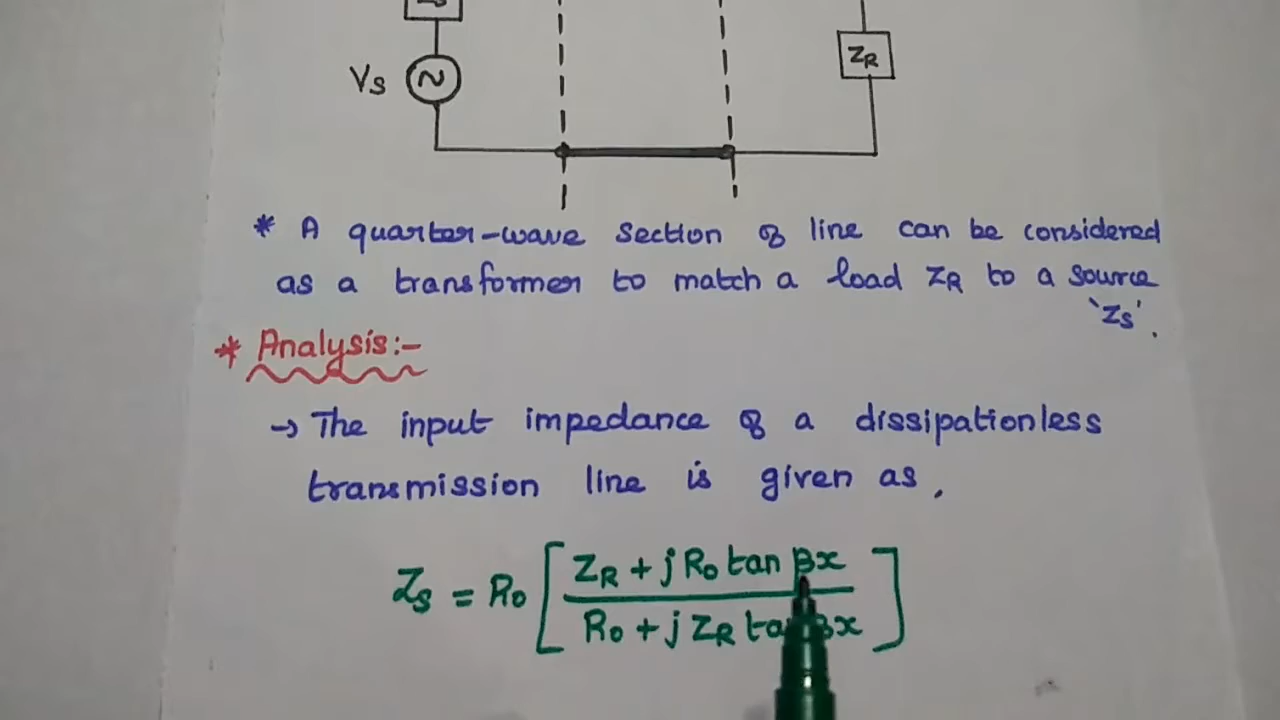 ZR
Vs
* A quarter-wave section of line can be considered
as a transformer to match a load ZR to a source
'Zs'.
* Analysis:-
→ The input impedance of a dissipationless
transmission line is given as,
Zs = R0 [ ZR + j R0 tan βx
R0 + j ZR tan βx ]